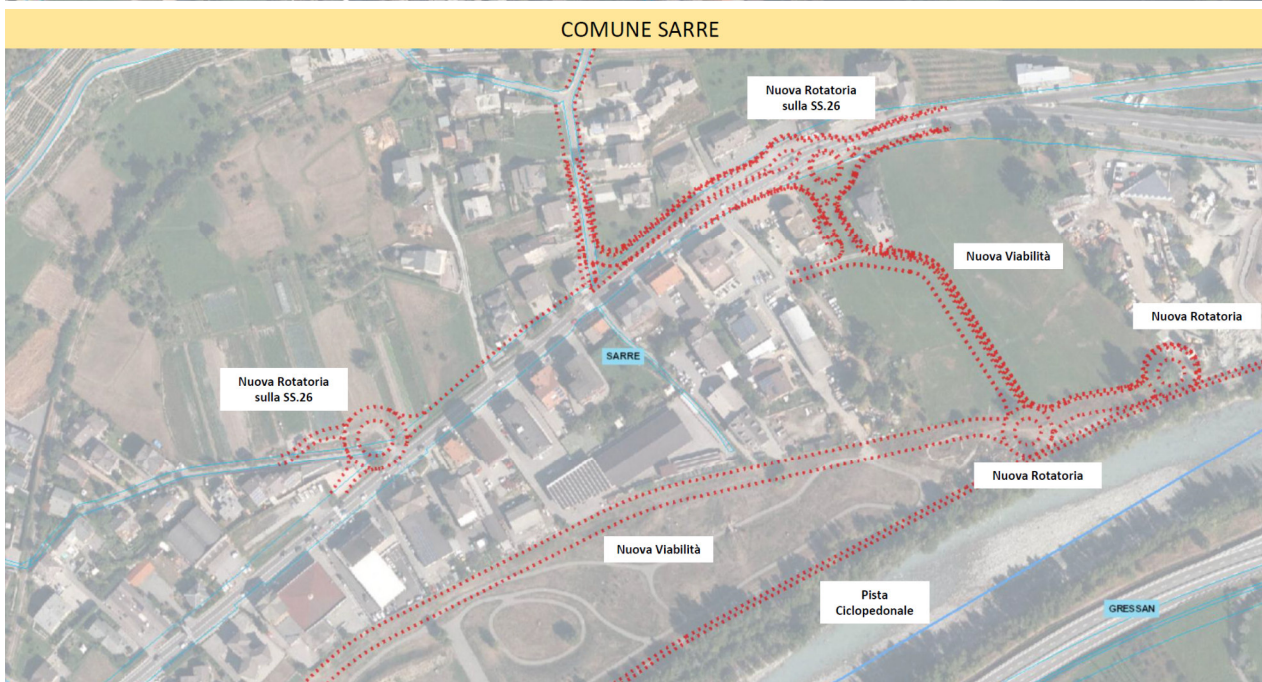 COMUNE SARRE
Nuova Rotatoria
sulla SS.26
Nuova Viabilità
Nuova Rotatoria
SARRE
Nuova Rotatoria
sulla SS.26
Nuova Rotatoria
Nuova Viabilità
Pista
Ciclopedonale
GRESSAN